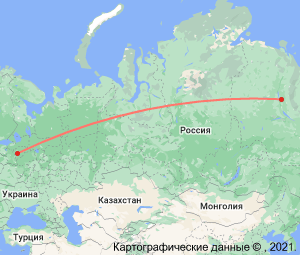 Россия
Украина
Казахстан
Монголия
Турция
Картографические данные © , 2021.